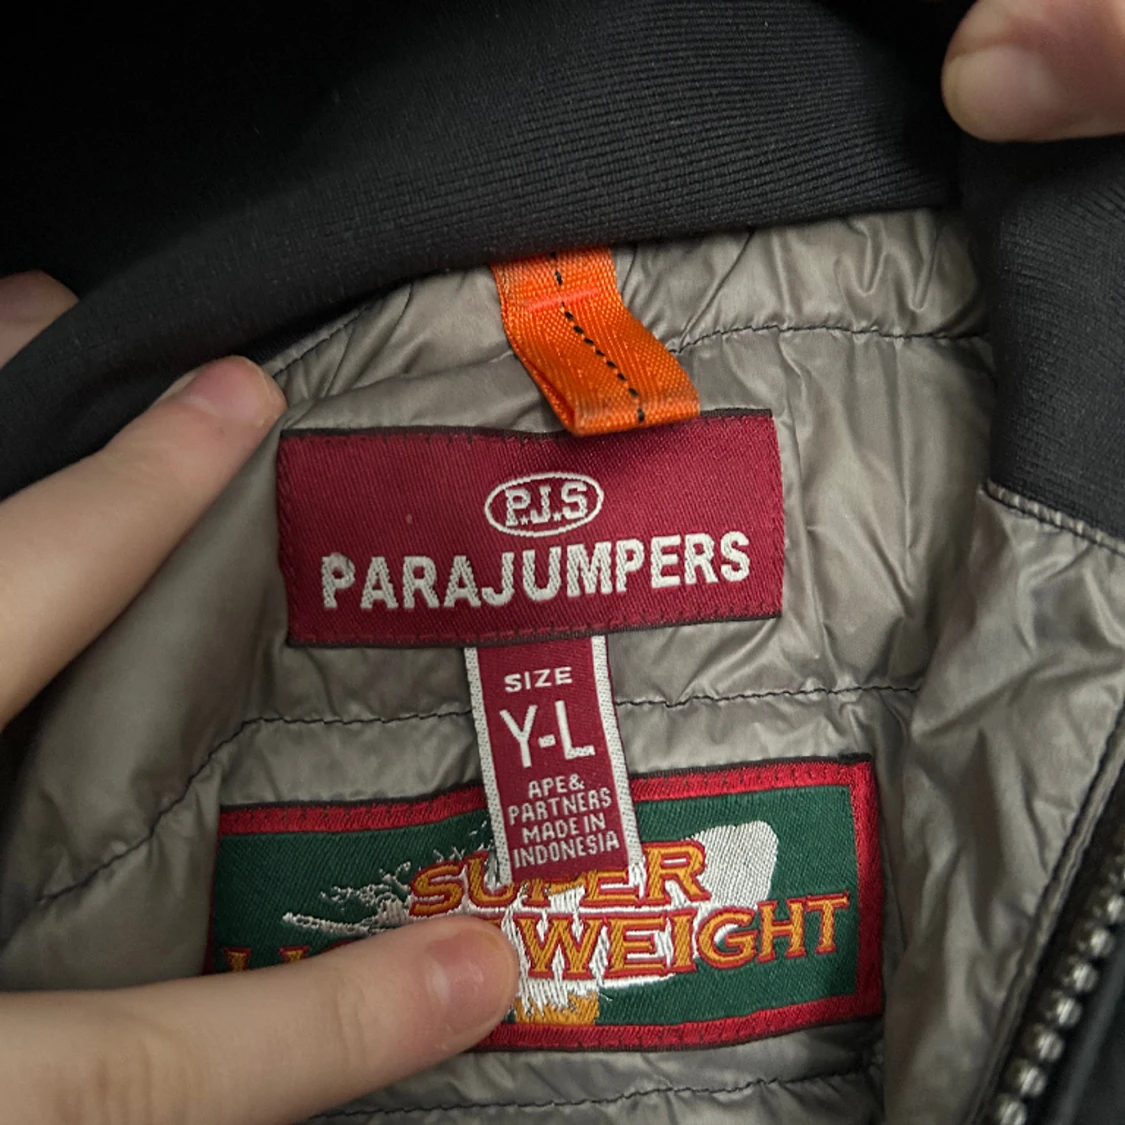 P.J.S
PARAJUMPERS
SIZE
Y-L
APE&
PARTNERS
MADE IN
INDONESIA
SUPER
WEIGHT